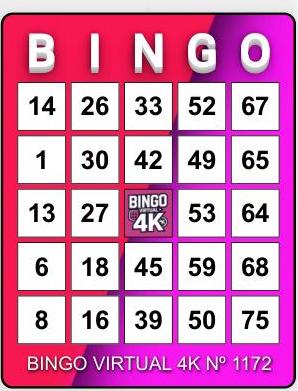 BINGO
14 26 33 52 67
1 30 42 49 65
13 27 BINGO VIRTUAL 4K 53 64
6 18 45 59 68
8 16 39 50 75
BINGO VIRTUAL 4K Nº 1172